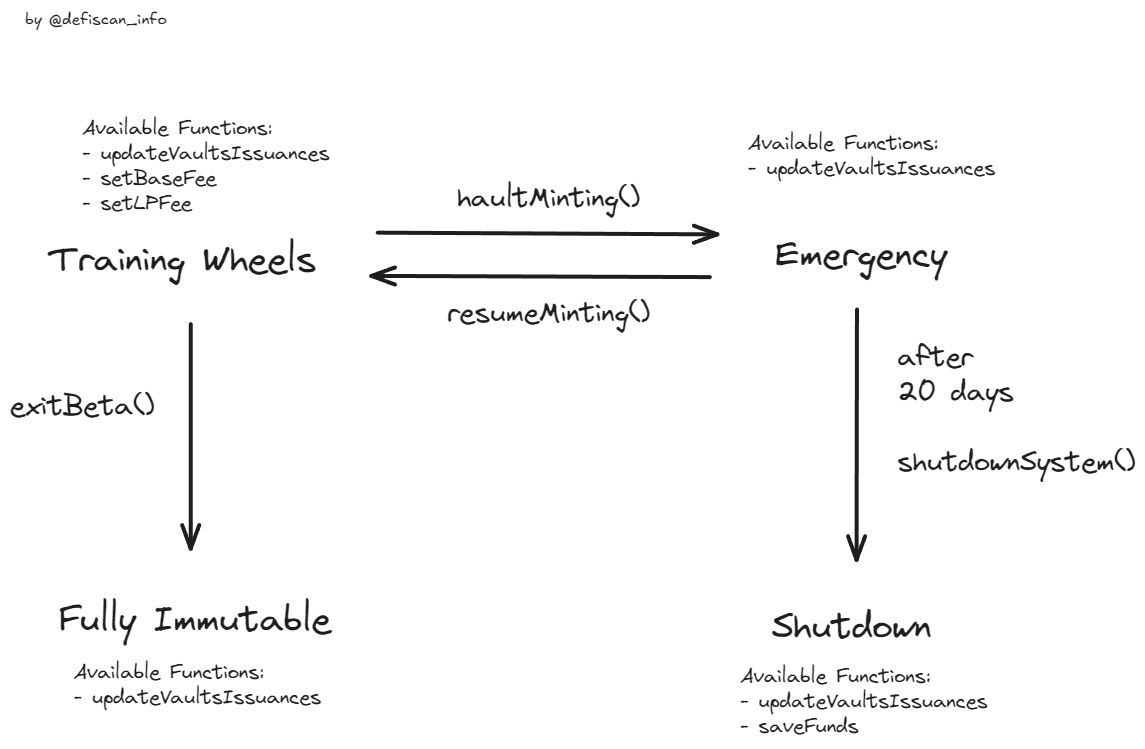 by @defiscan_info
Available Functions:
- updateVaultsIssuances
- setBaseFee
- setLPFee
Training Wheels
haultMinting()
resumeMinting()
Available Functions:
- updateVaultsIssuances
Emergency
exitBeta()
after
20 days
shutdownSystem()
Fully Immutable
Available Functions:
- updateVaultsIssuances
Shutdown
Available Functions:
- updateVaultsIssuances
- saveFunds